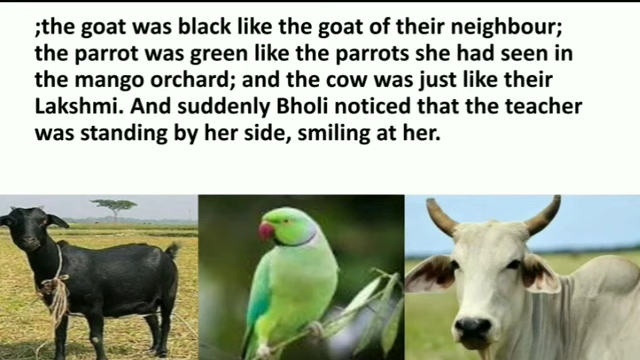 ;the goat was black like the goat of their neighbour;
the parrot was green like the parrots she had seen in
the mango orchard; and the cow was just like their
Lakshmi. And suddenly Bholi noticed that the teacher
was standing by her side, smiling at her.